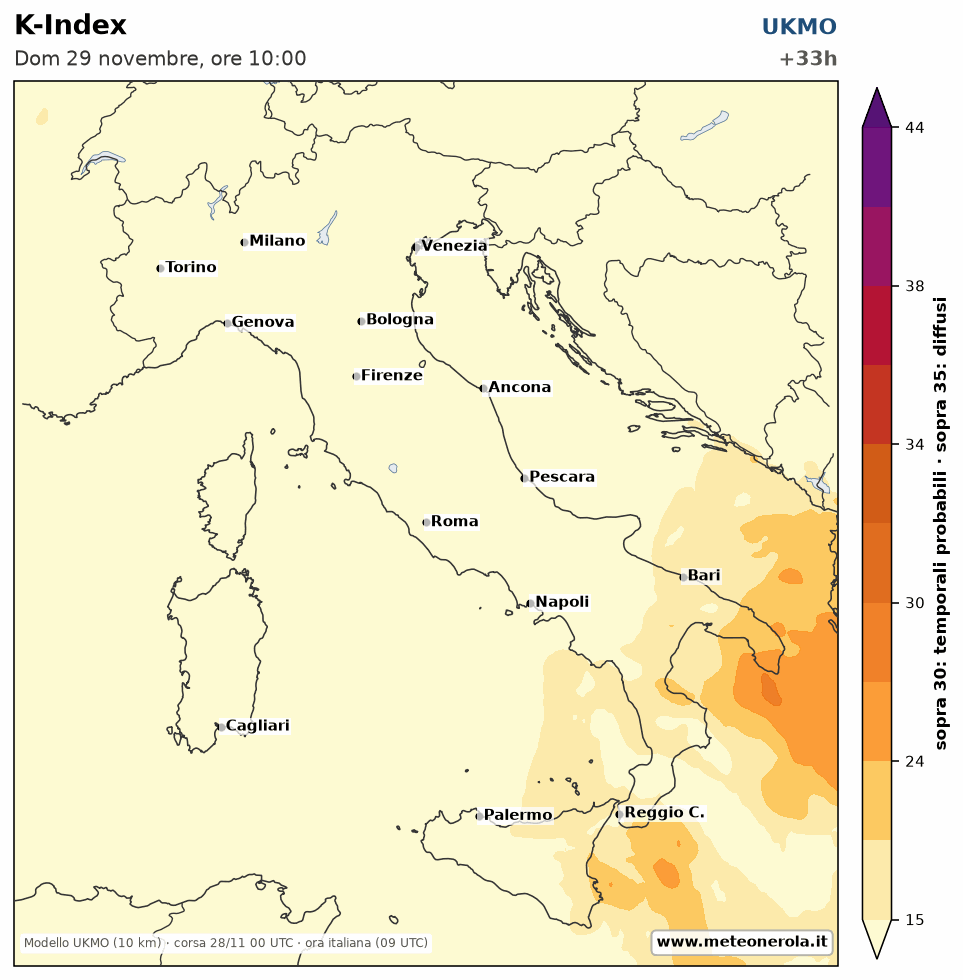 K-Index
UKMO
Dom 29 novembre, ore 10:00
+33h
44
Milano
Venezia
Torino
38
Genova
Bologna
Firenze
Ancona
34
Pescara
Roma
Bari
Napoli
30
Cagliari
24
Palermo
Reggio C.
15
sopra 30: temporali probabili · sopra 35: diffusi
Modello UKMO (10 km) · corsa 28/11 00 UTC · ora italiana (09 UTC)
www.meteonerola.it